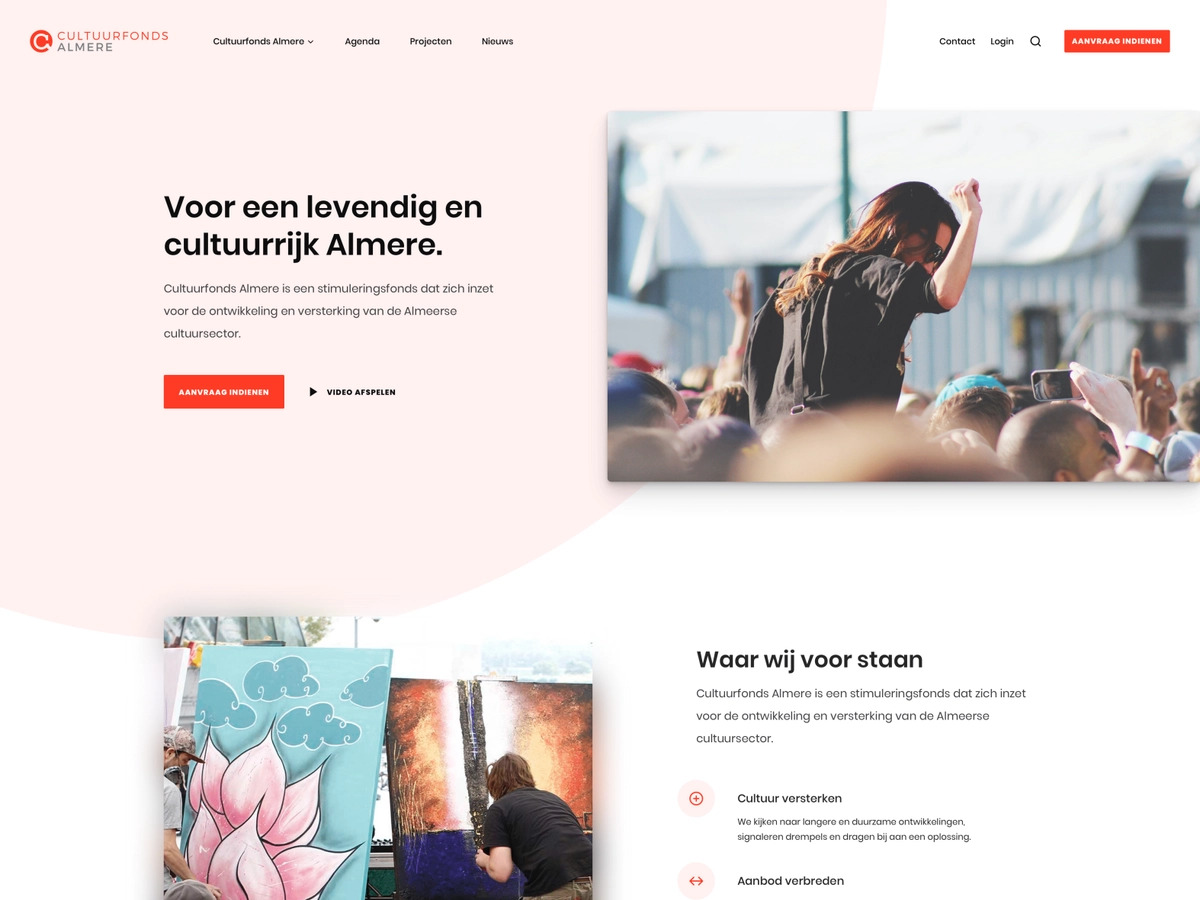 CULTUURFONDS
ALMERE
Cultuurfonds Almere
Agenda
Projecten
Nieuws
Contact
Login
AANVRAAG INDIENEN
Voor een levendig en
cultuurrijk Almere.
Cultuurfonds Almere is een stimuleringsfonds dat zich inzet
voor de ontwikkeling en versterking van de Almeerse
cultuursector.
AANVRAAG INDIENEN
VIDEO AFSPELEN
Waar wij voor staan
Cultuurfonds Almere is een stimuleringsfonds dat zich inzet
voor de ontwikkeling en versterking van de Almeerse
cultuursector.
Cultuur versterken
We kijken naar langere en duurzame ontwikkelingen,
signaleren drempels en dragen bij aan een oplossing.
Aanbod verbreden